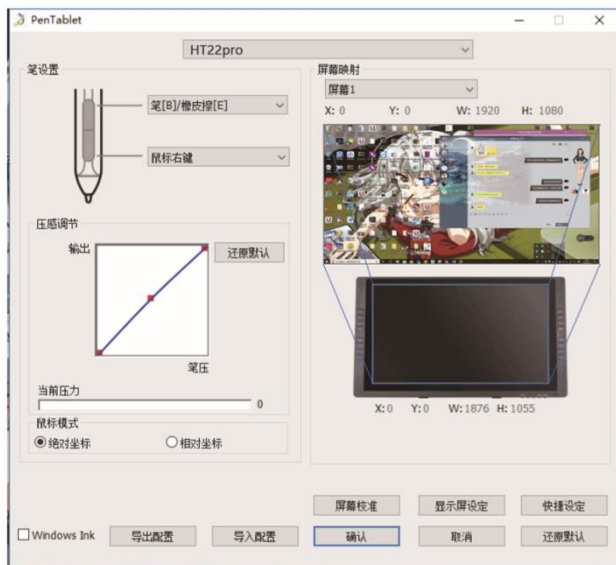 PenTablet
HT22pro
笔设置
笔[B]/橡皮擦[E]
鼠标右键
压感调节
输出
还原默认
笔压
当前压力
0
鼠标模式
绝对坐标
相对坐标
屏幕映射
屏幕1
X: 0 Y: 0 W: 1920 H: 1080
X:0 Y:0 W:1876 H:1055
屏幕校准
显示屏设定
快捷设定
Windows Ink
导出配置
导入配置
确认
取消
还原默认